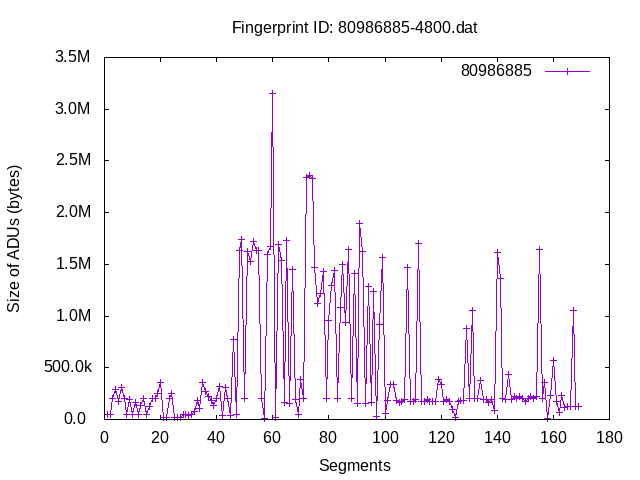 Fingerprint ID: 80986885-4800.dat
80986885
3.5M
3.0M
2.5M
2.0M
1.5M
1.0M
500.0k
0.0
Size of ADUs (bytes)
0 20 40 60 80 100 120 140 160 180
Segments